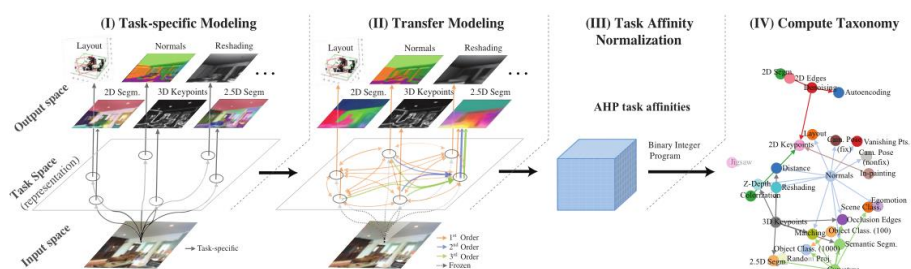 (I) Task-specific Modeling
(II) Transfer Modeling
(III) Task Affinity
Normalization
(IV) Compute Taxonomy
Output space
Task Space
(representation)
Input space
Layout
Normals
Reshading
...
2D Segm.
3D Keypoints
2.5D Segm
Task-specific
Layout
Normals
Reshading
...
2D Segm.
3D Keypoints
2.5D Segm
1st Order
2nd Order
3rd Order
Frozen
AHP task affinities
Binary Integer
Program
2D Segm.
2D Edges
Denoising
Autoencoding
Layout
Cam. Pose
(fix)
Vanishing Pts.
2D Keypoints
Cam. Pose
(nonfix)
Jigsaw
Distance
In-painting
Normals
Z-Depth
Reshading
Colorization
Egomotion
Scene Class.
3D Keypoints
Occlusion Edges
Matching
Object Class. (100)
Semantic Segm.
Object Class. (1000)
2.5D Segm.
Proj.